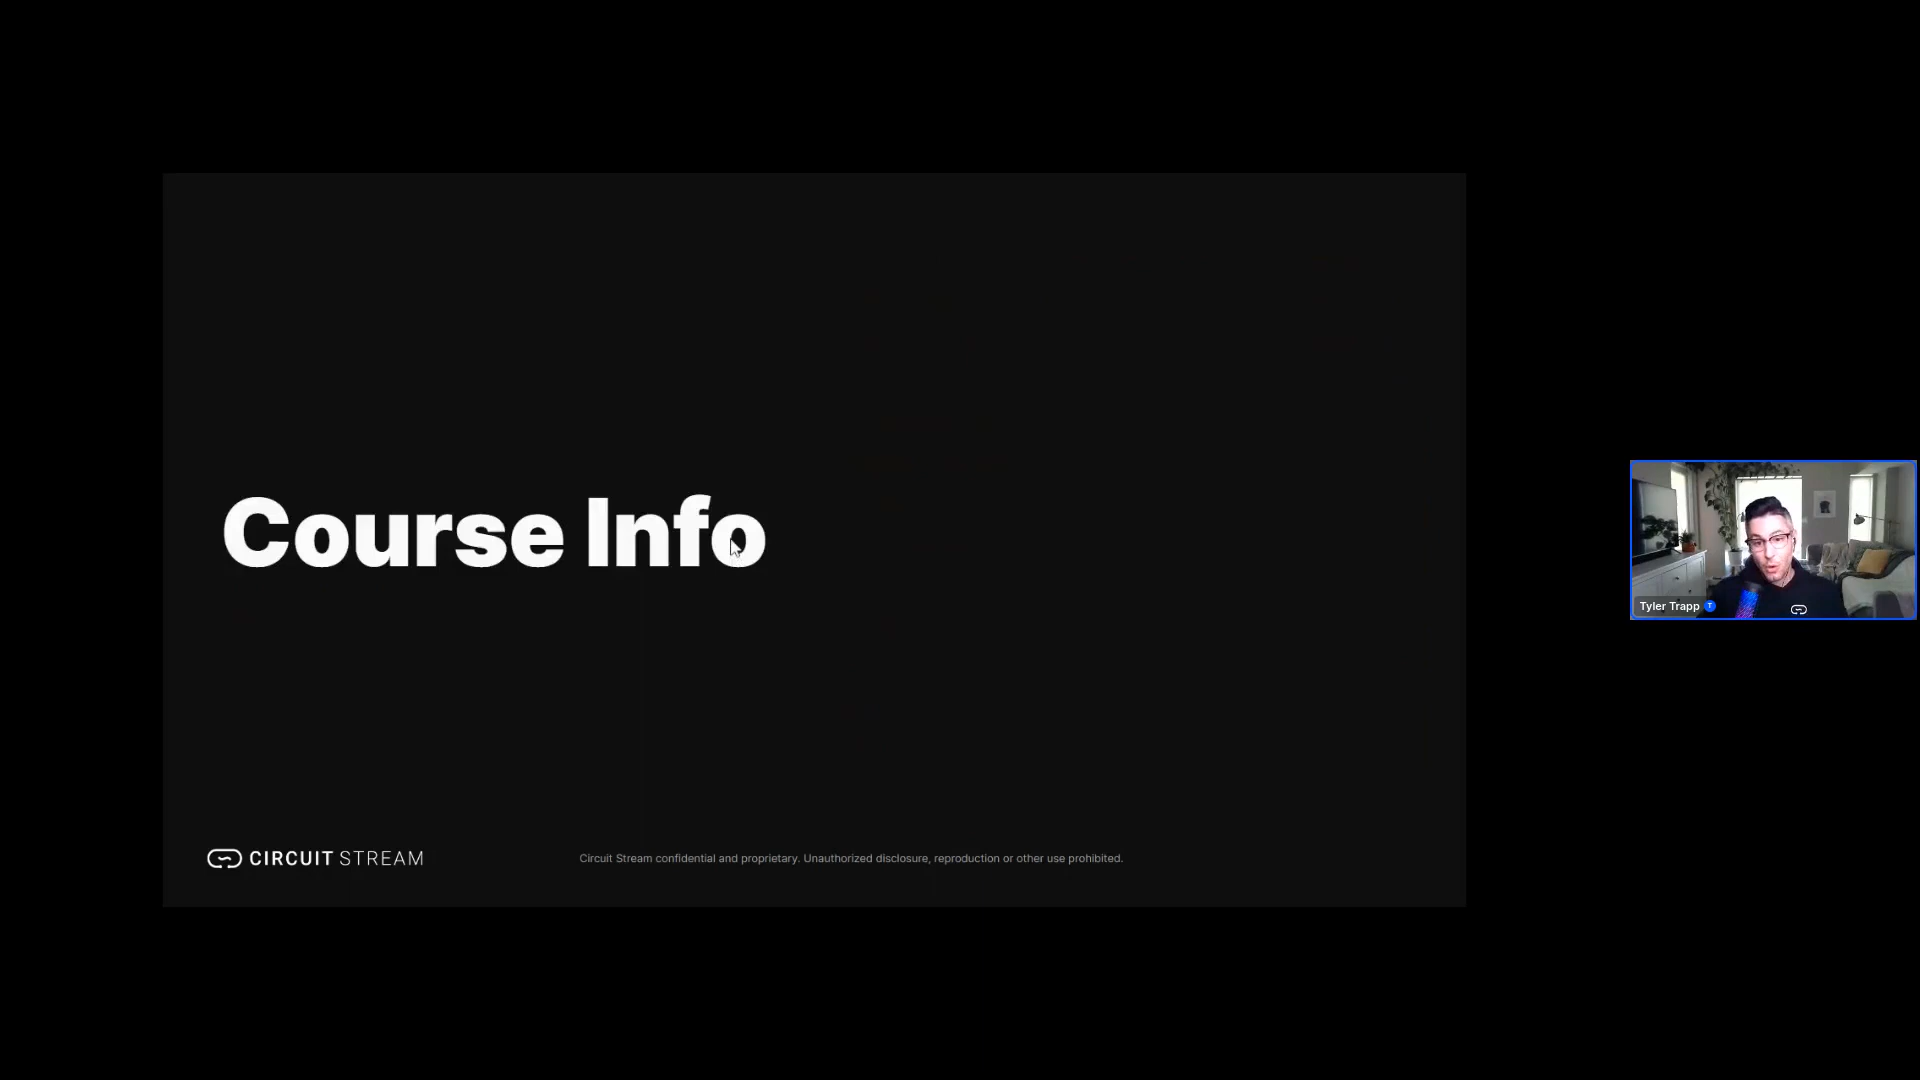 Course Info
CIRCUIT STREAM
Circuit Stream confidential and proprietary. Unauthorized disclosure, reproduction or other use prohibited.
Tyler Trapp T